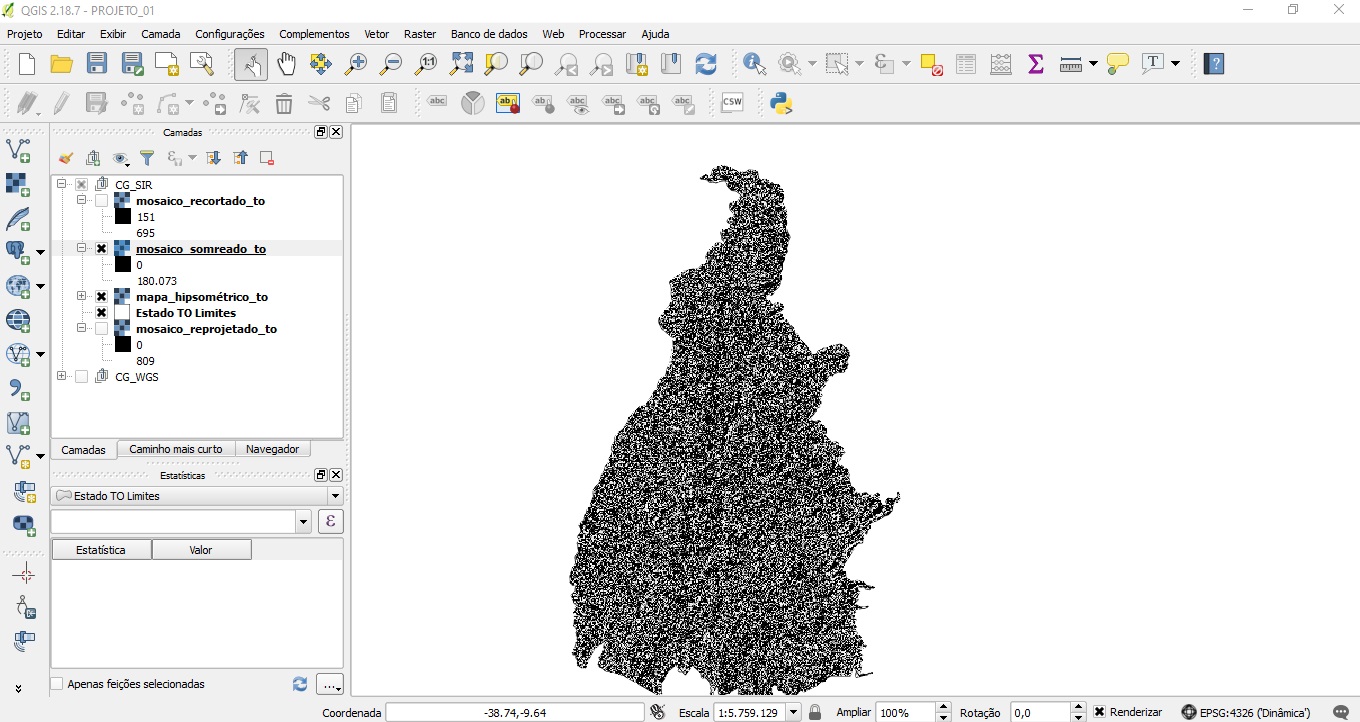 QGIS 2.18.7 - PROJETO_01
Projeto Editar Exibir Camada Configurações Complementos Vetor Raster Banco de dados Web Processar Ajuda
abc abc abc abc abc abc abc CSW
Camadas
CG_SIR
mosaico_recortado_to
151
695
mosaico_somreado_to
0
180.073
mapa_hipsométrico_to
Estado TO Limites
mosaico_reprojetado_to
0
809
CG_WGS
Camadas Caminho mais curto Navegador
Estatísticas
Estado TO Limites
ε
Estatística Valor
Apenas feições selecionadas
...
Coordenada -38.74,-9.64 Escala 1:5.759.129 Ampliar 100% Rotação 0,0 Renderizar EPSG:4326 ('Dinâmica')